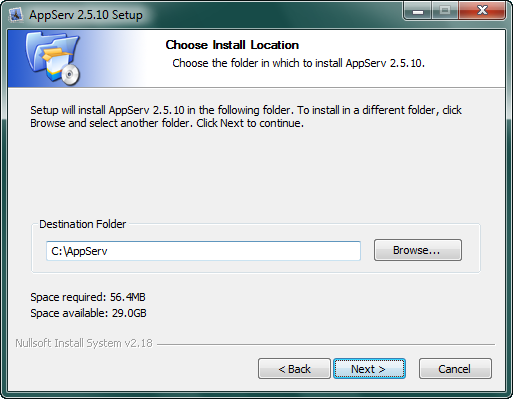 AppServ 2.5.10 Setup
Choose Install Location
Choose the folder in which to install AppServ 2.5.10.
Setup will install AppServ 2.5.10 in the following folder. To install in a different folder, click
Browse and select another folder. Click Next to continue.
Destination Folder
C:\AppServ
Browse...
Space required: 56.4MB
Space available: 29.0GB
Nullsoft Install System v2.18
< Back
Next >
Cancel